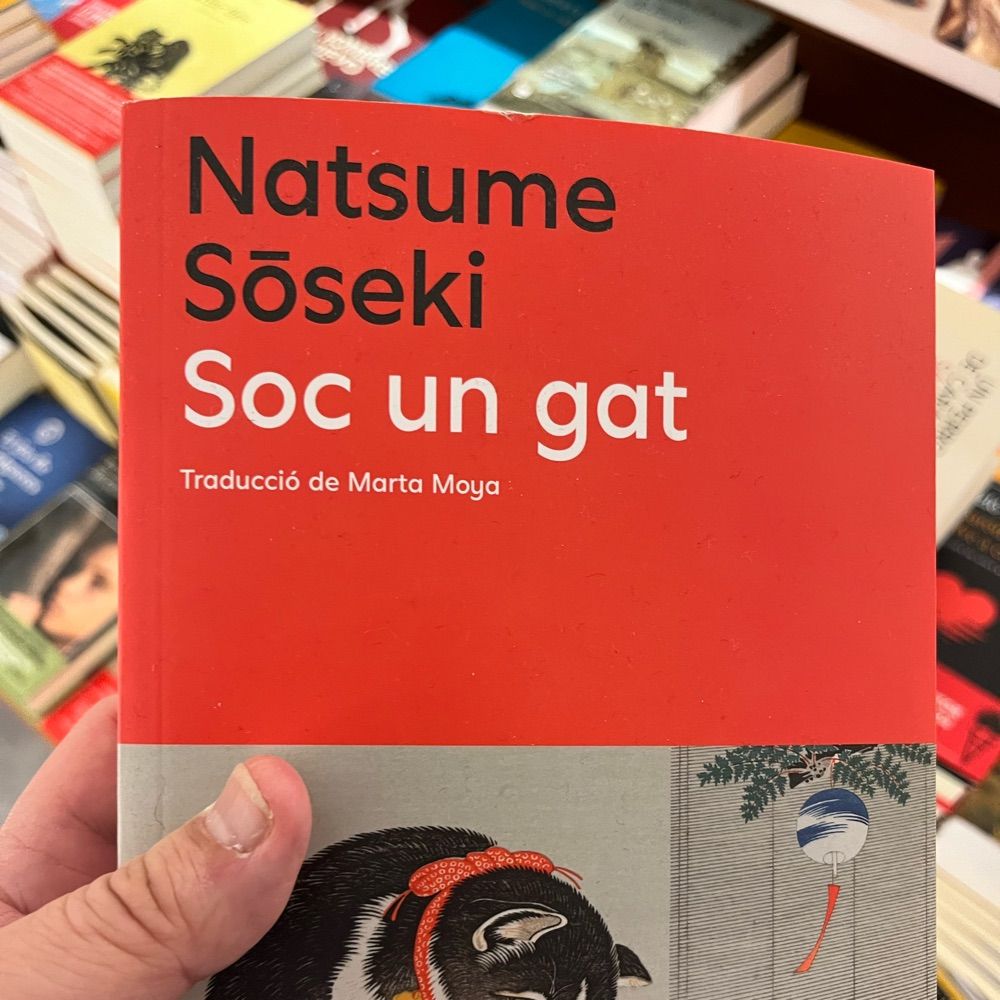 Natsume
Sōseki
Soc un gat
Traducció de Marta Moya